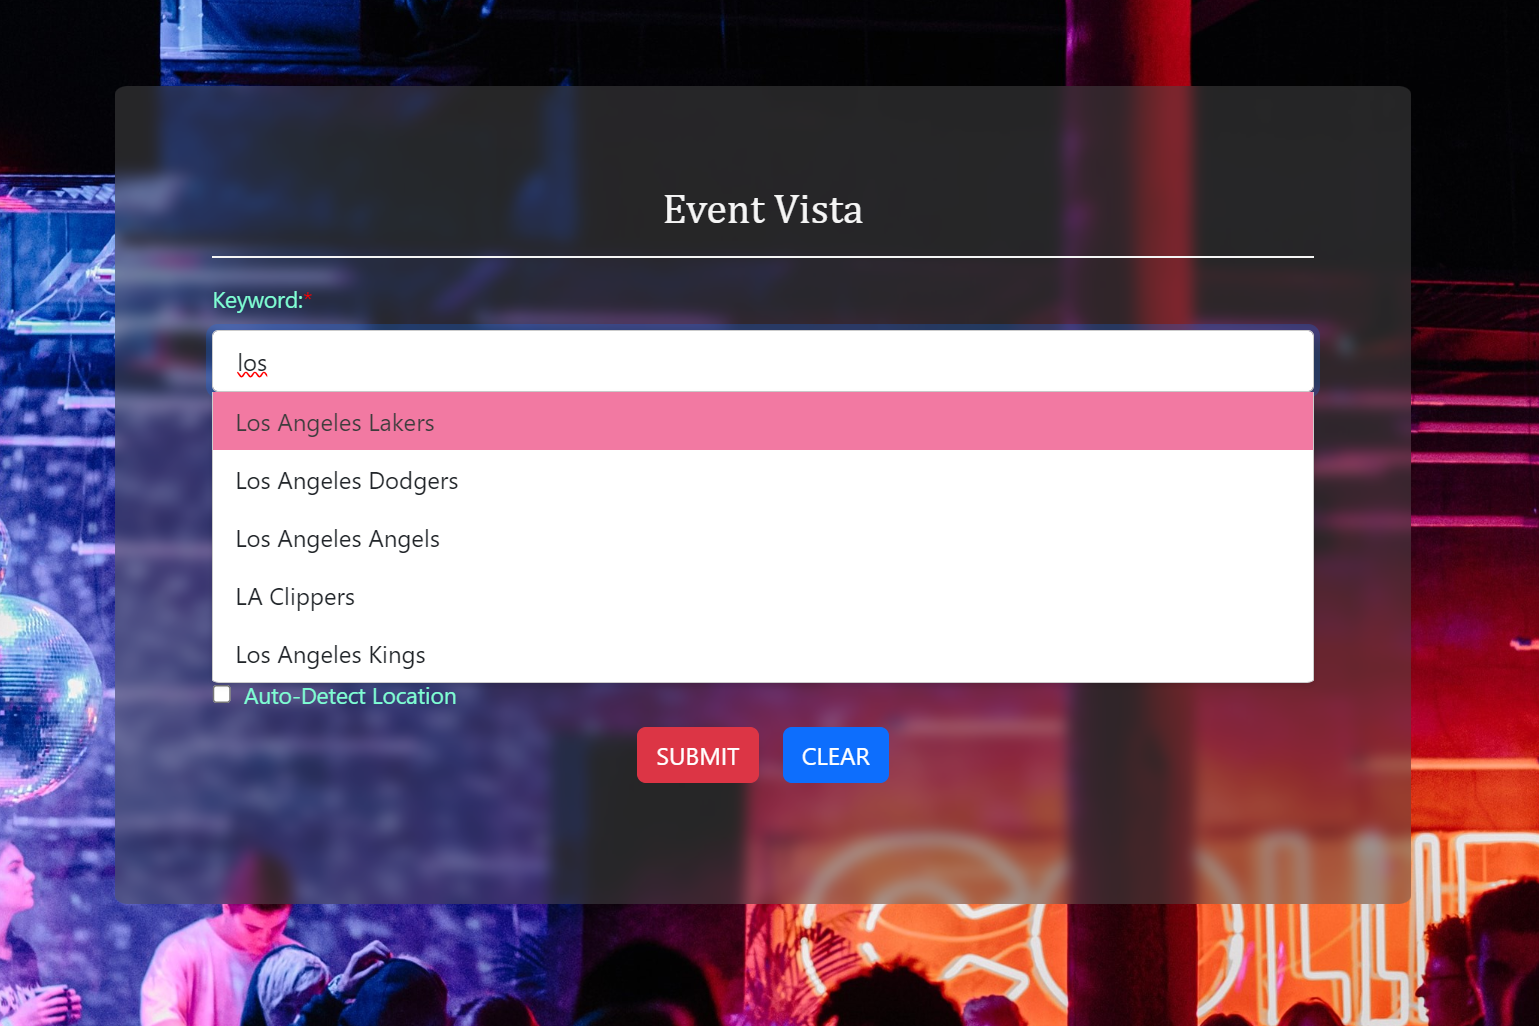 Event Vista
Keyword:*
los
Los Angeles Lakers
Los Angeles Dodgers
Los Angeles Angels
LA Clippers
Los Angeles Kings
Auto-Detect Location
SUBMIT CLEAR